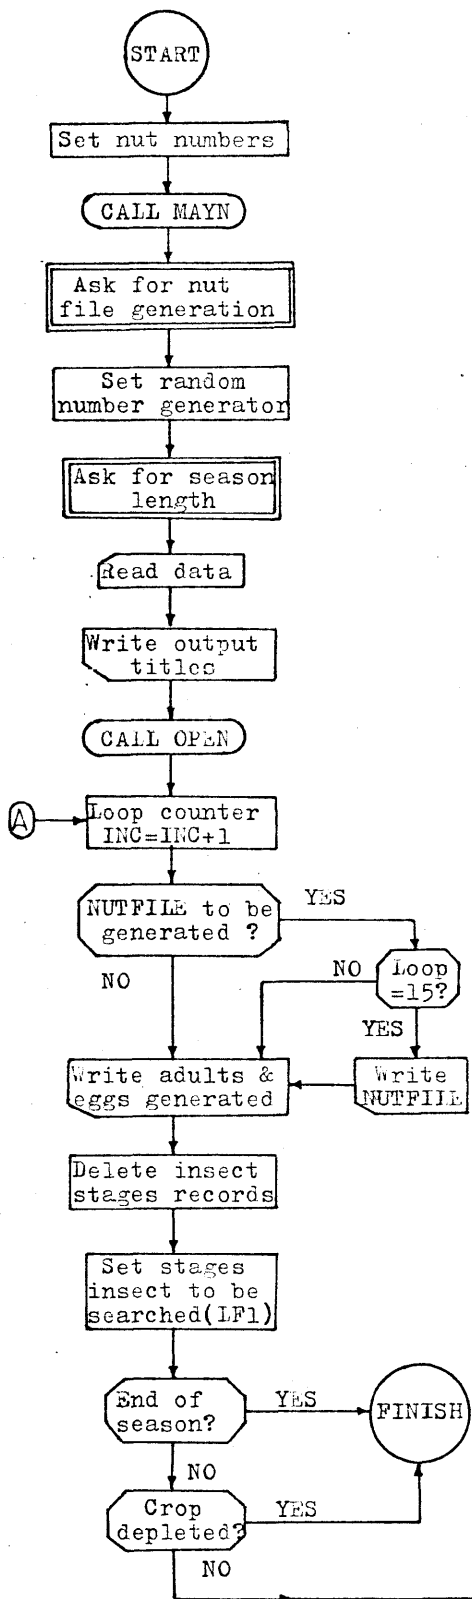 START
Set nut numbers
CALL MAYN
Ask for nut
file generation
Set random
number generator
Ask for season
length
Read data
Write output
titles
CALL OPEN
A
Loop counter
INC=INC+1
NUTFILE to be
generated ?
YES
NO
Loop
=15?
NO
YES
Write
NUTFILE
Write adults &
eggs generated
Delete insect
stages records
Set stages
insect to be
searched(LF1)
End of
season?
YES
FINISH
NO
Crop
depleted?
YES
NO